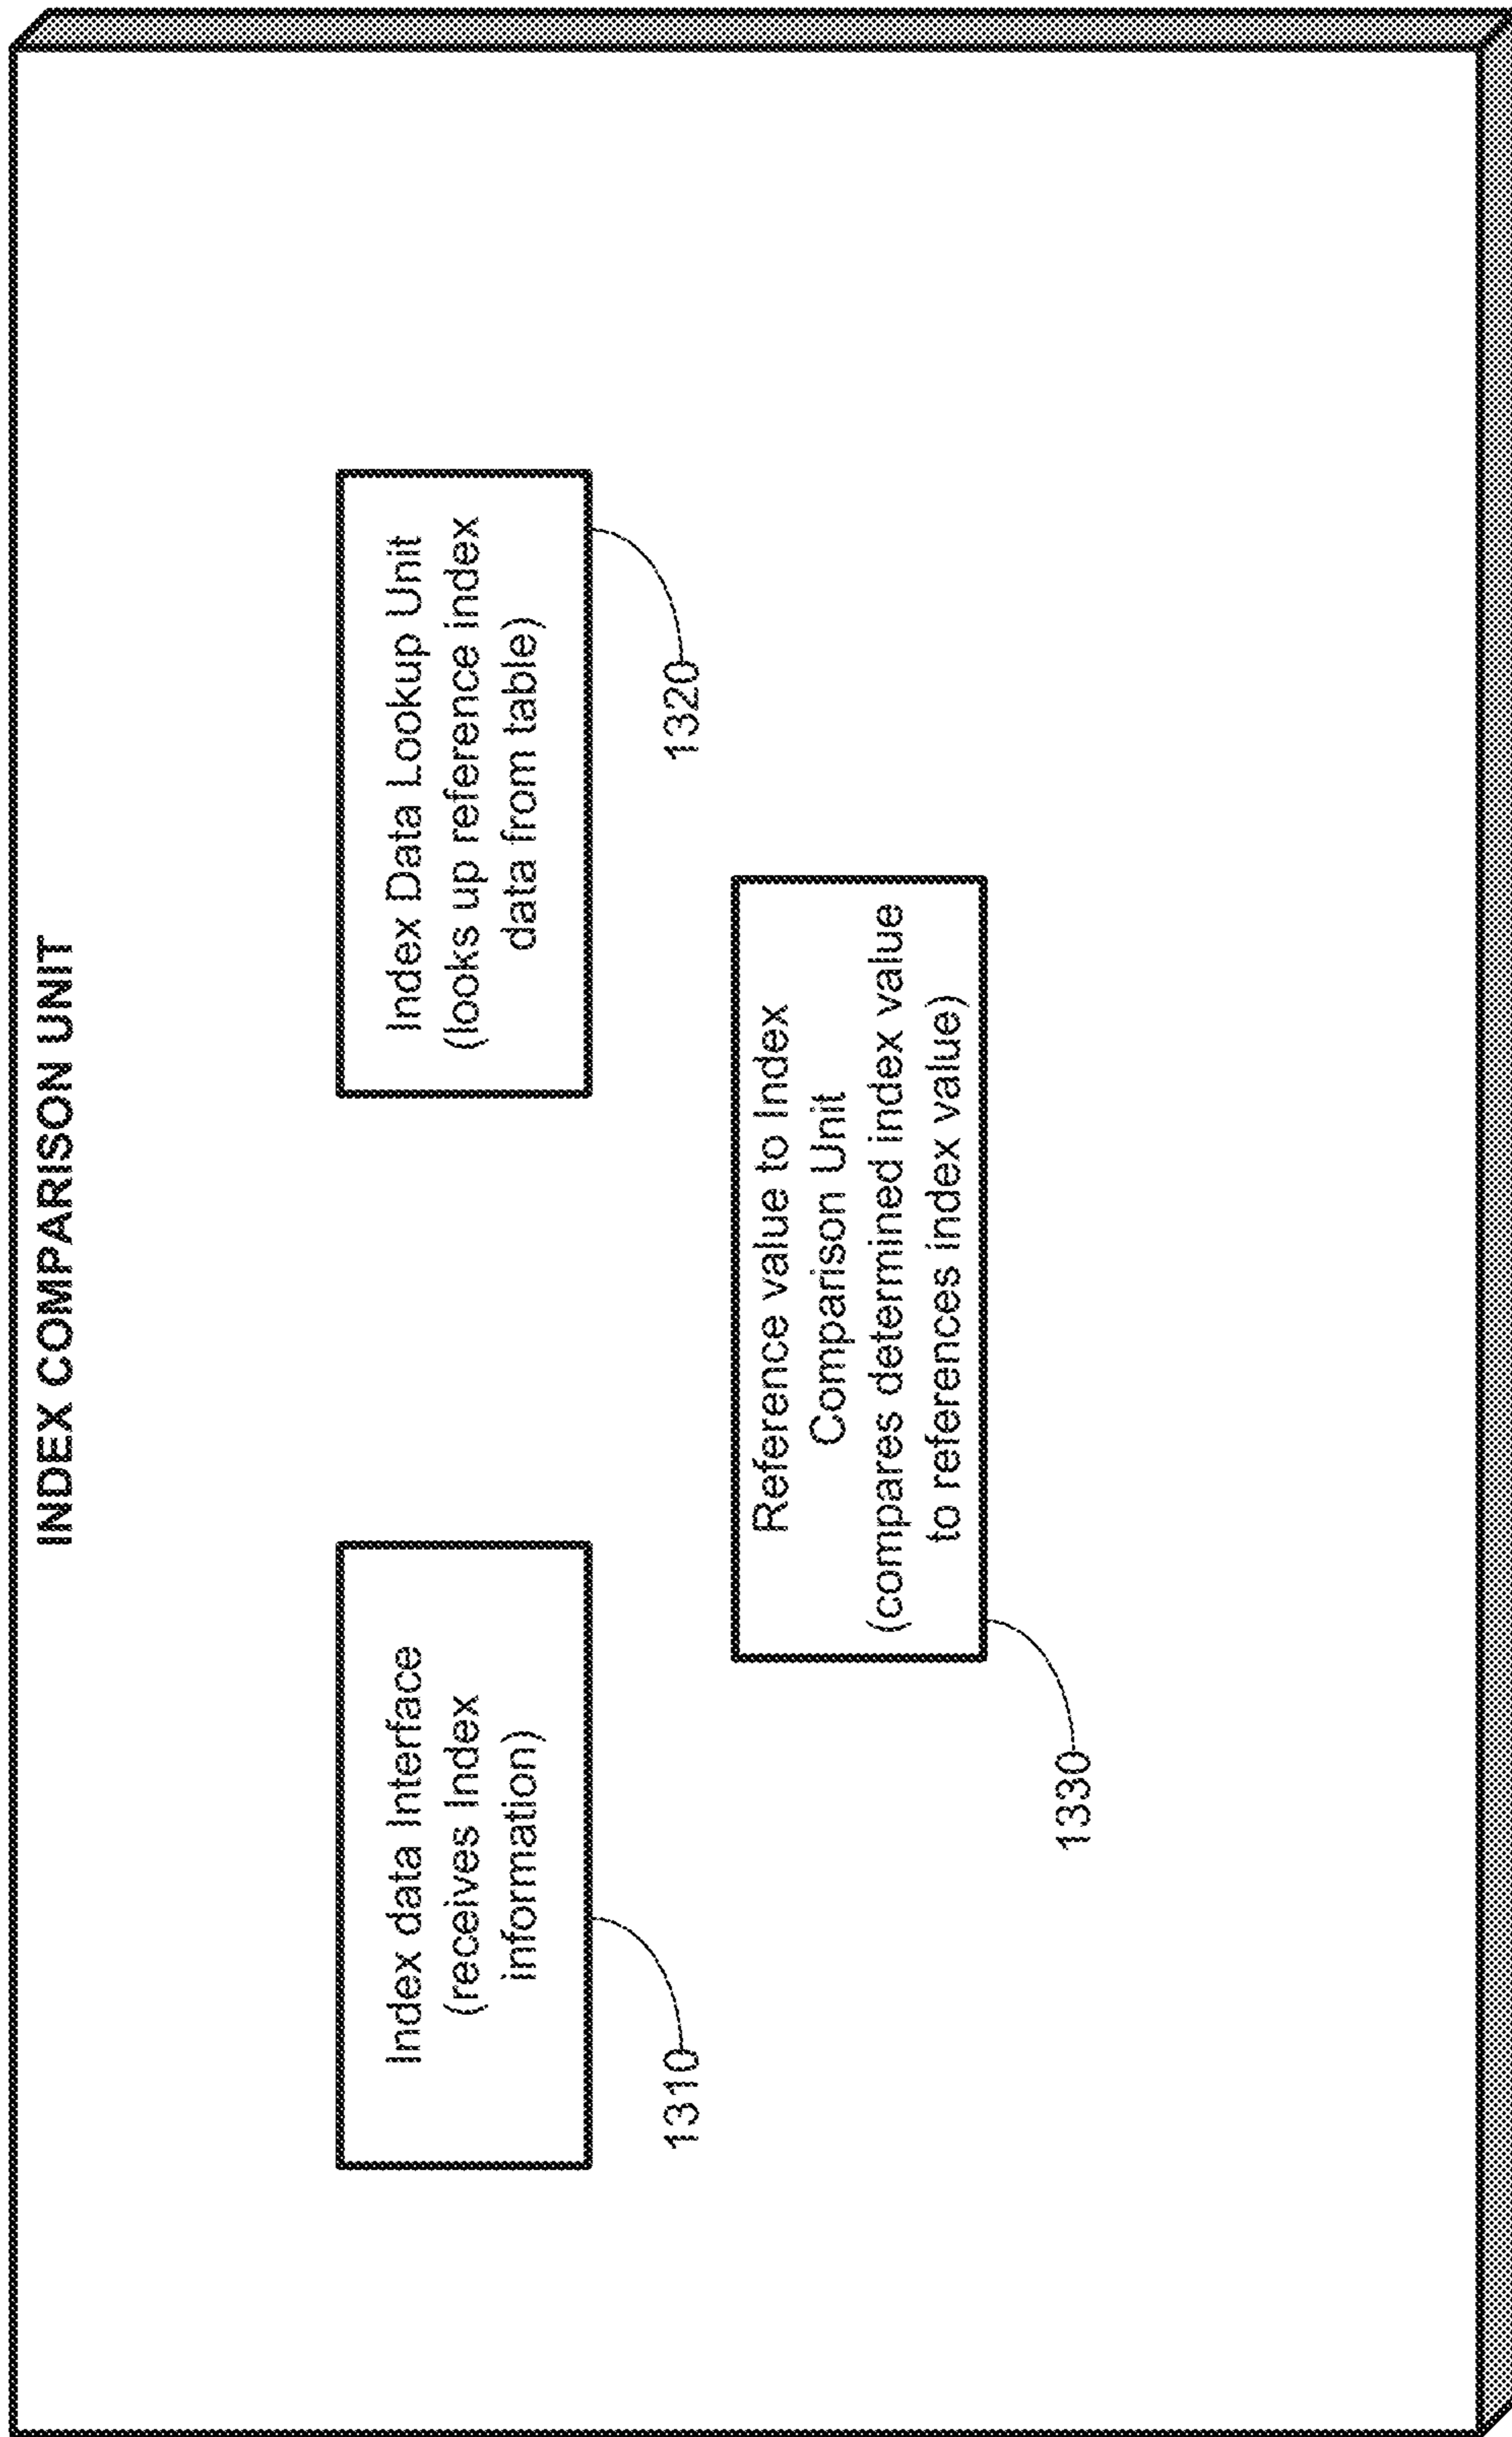 INDEX COMPARISON UNIT
Index data Interface
(receives Index
information)
1310
Index Data Lookup Unit
(looks up reference index
data from table)
1320
Reference value to Index
Comparison Unit
(compares determined index value
to references index value)
1330